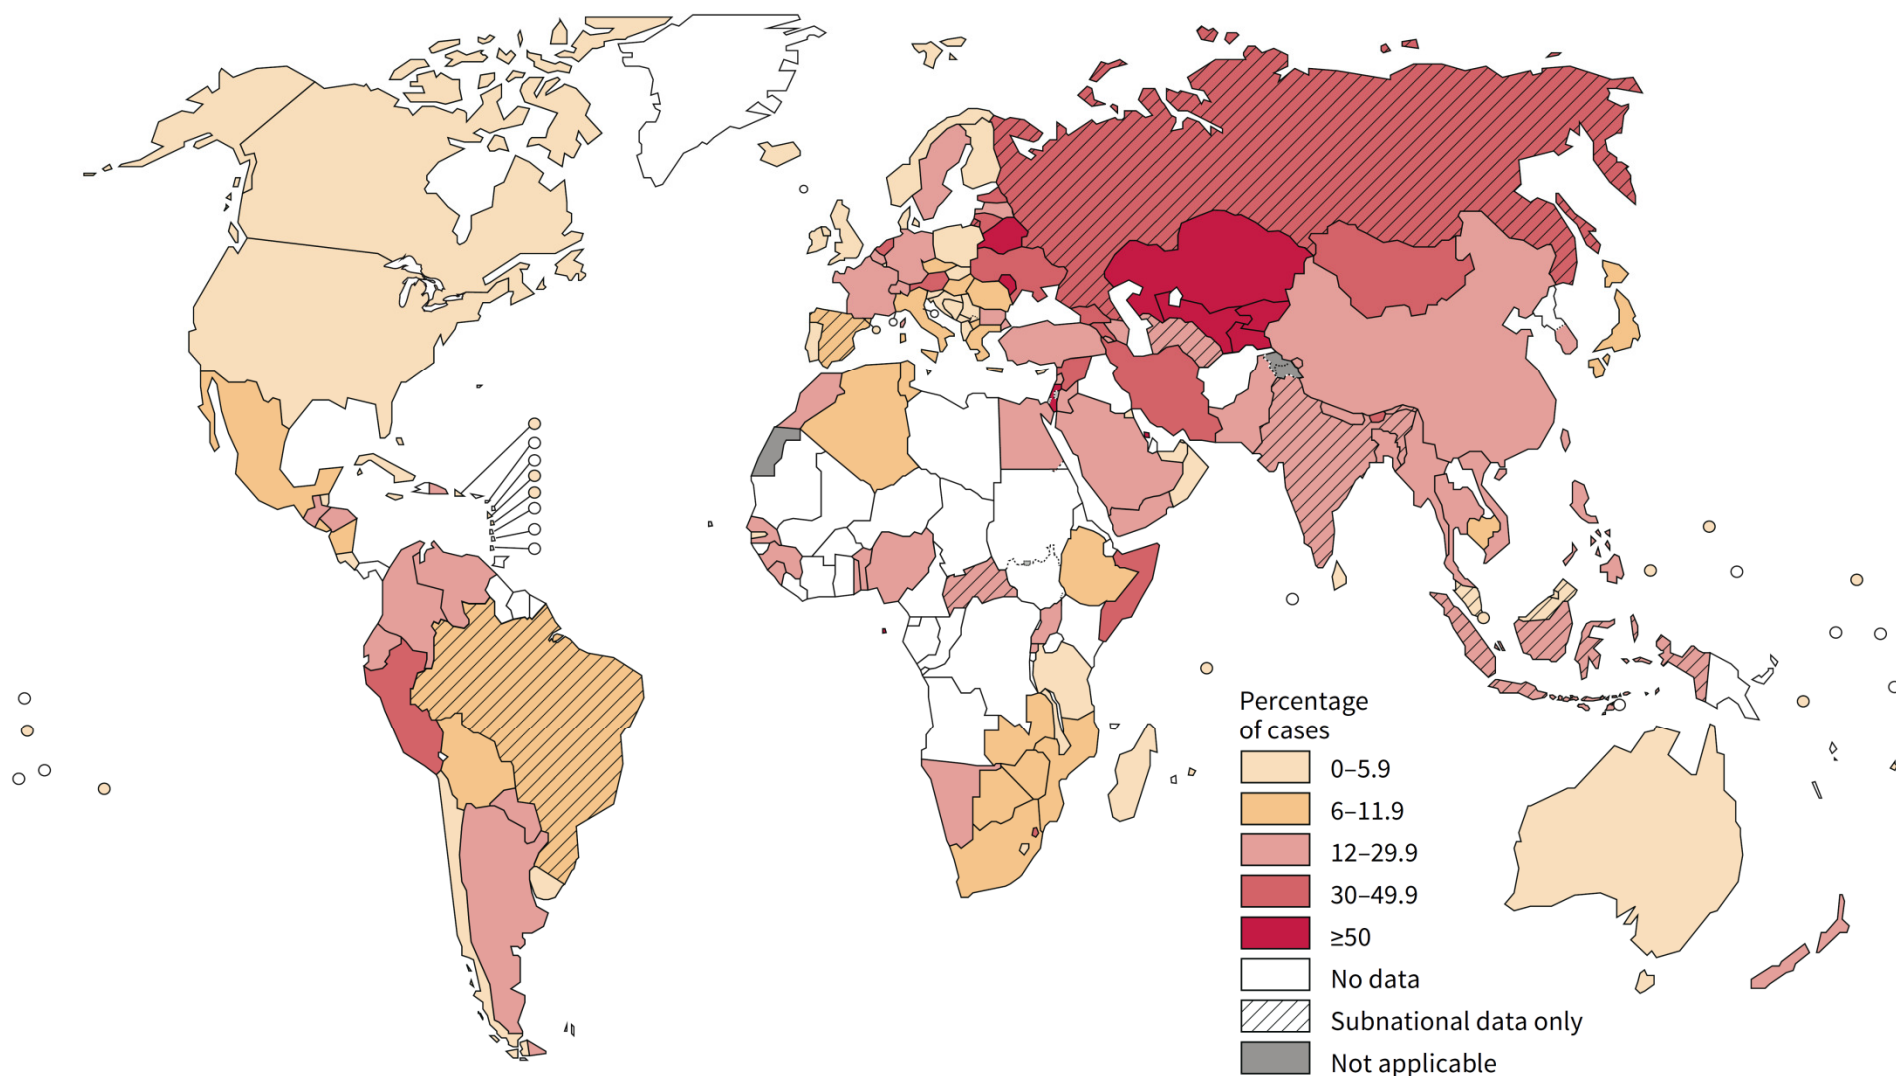 Percentage
of cases
0–5.9
6–11.9
12–29.9
30–49.9
≥50
No data
Subnational data only
Not applicable